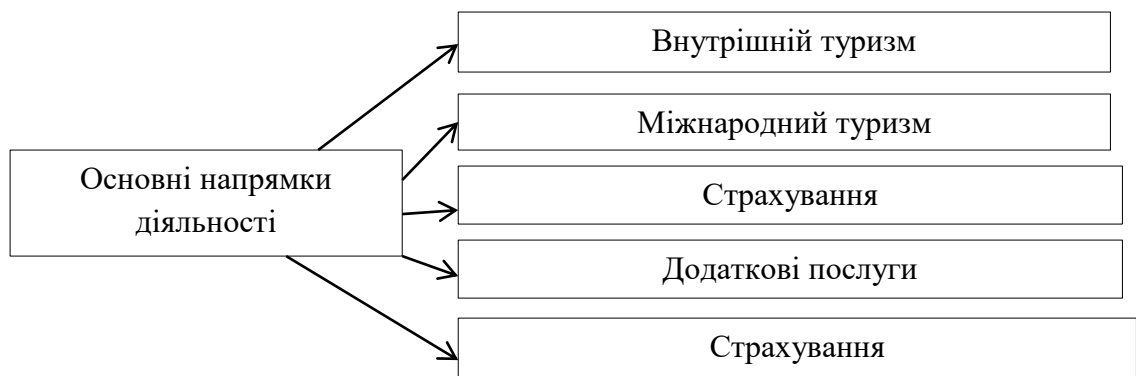 Внутрішній туризм
Міжнародний туризм
Основні напрямки
діяльності
Страхування
Додаткові послуги
Страхування